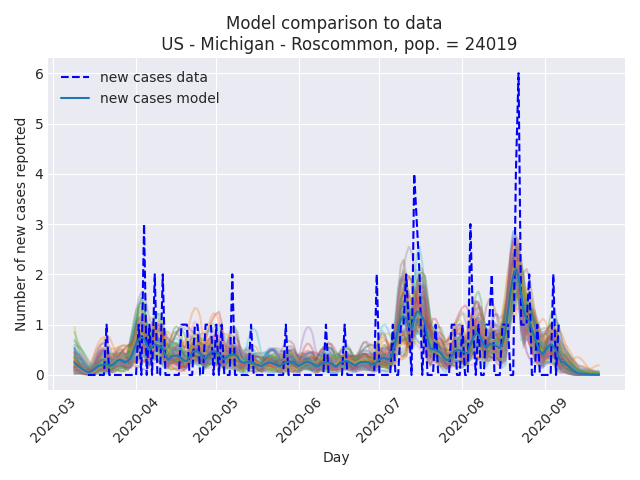 Model comparison to data
US - Michigan - Roscommon, pop. = 24019
new cases data
new cases model
Number of new cases reported
6
5
4
3
2
1
0
2020-03
2020-04
2020-05
2020-06
2020-07
2020-08
2020-09
Day